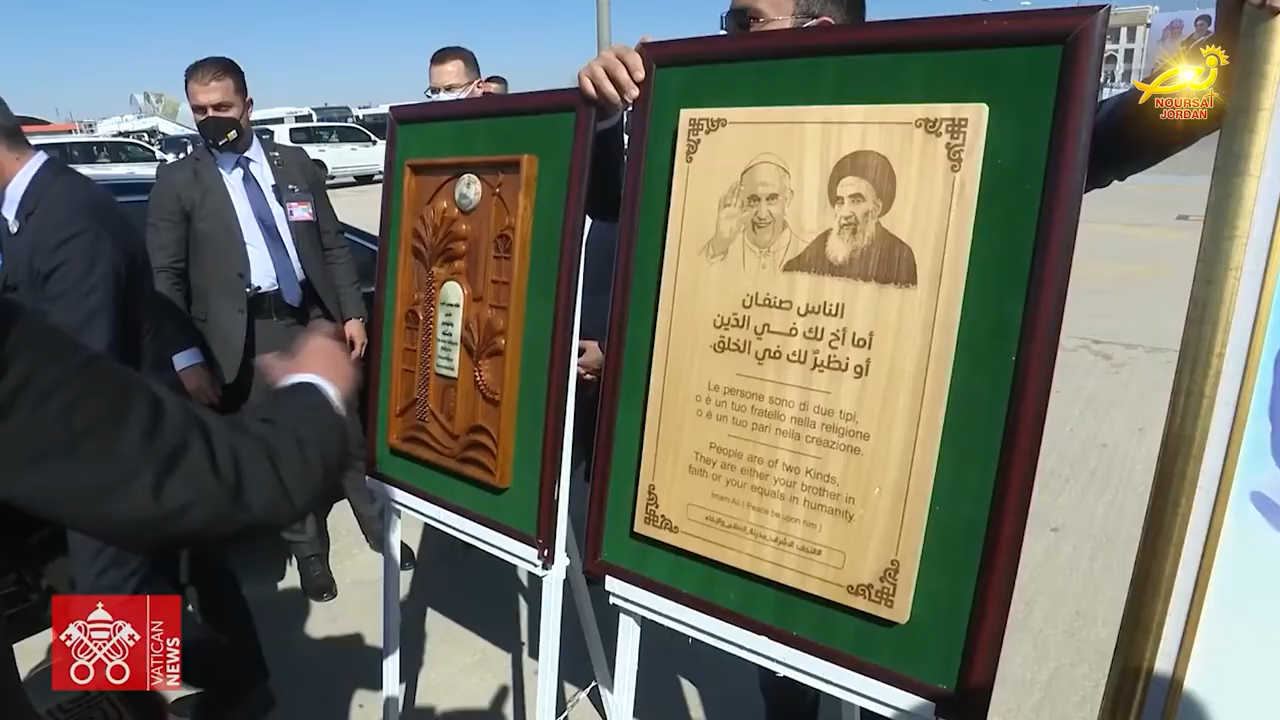 NOURSAT
JORDAN
الناس صنفان
أما أخ لك في الدّين
أو نظيرٌ لك في الخلق.
Le persone sono di due tipi,
o è un tuo fratello nella religione
o è un tuo pari nella creazione.
People are of two Kinds,
They are either your brother in
faith or your equals in humanity.
Imam Ali ( Peace be upon him )
#النجف_الاشرف_مدينة_السلام_والإخاء
VATICAN
NEWS